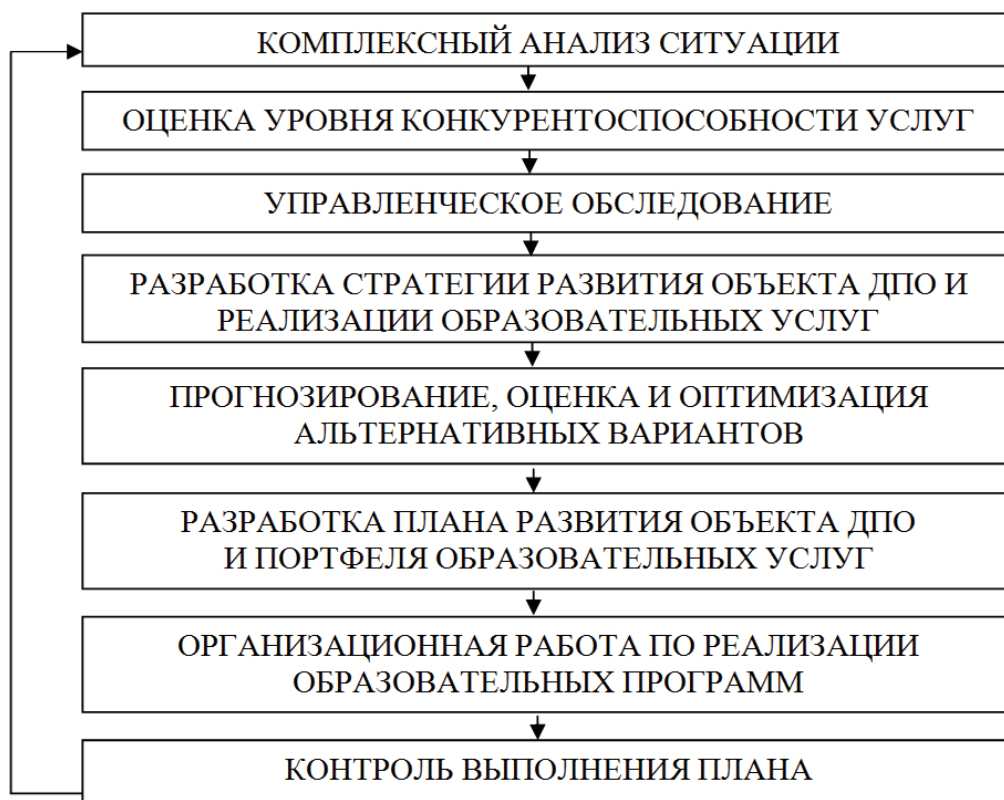 КОМПЛЕКСНЫЙ АНАЛИЗ СИТУАЦИИ
ОЦЕНКА УРОВНЯ КОНКУРЕНТОСПОСОБНОСТИ УСЛУГ
УПРАВЛЕНЧЕСКОЕ ОБСЛЕДОВАНИЕ
РАЗРАБОТКА СТРАТЕГИИ РАЗВИТИЯ ОБЪЕКТА ДПО И
РЕАЛИЗАЦИИ ОБРАЗОВАТЕЛЬНЫХ УСЛУГ
ПРОГНОЗИРОВАНИЕ, ОЦЕНКА И ОПТИМИЗАЦИЯ
АЛЬТЕРНАТИВНЫХ ВАРИАНТОВ
РАЗРАБОТКА ПЛАНА РАЗВИТИЯ ОБЪЕКТА ДПО
И ПОРТФЕЛЯ ОБРАЗОВАТЕЛЬНЫХ УСЛУГ
ОРГАНИЗАЦИОННАЯ РАБОТА ПО РЕАЛИЗАЦИИ
ОБРАЗОВАТЕЛЬНЫХ ПРОГРАММ
КОНТРОЛЬ ВЫПОЛНЕНИЯ ПЛАНА